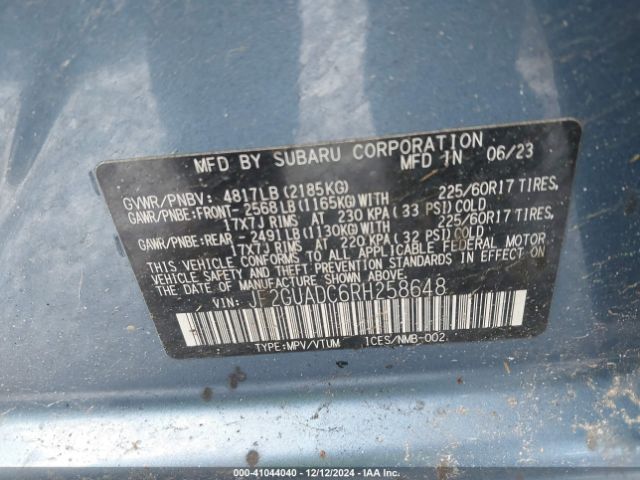 MFD BY SUBARU CORPORATION
MFD IN 06/23
GVWR/PNBV: 4817LB (2185KG)
GAWR/PNBE: FRONT- 2568 LB (1165KG) WITH 225/60R17 TIRES,
17X7J RIMS AT 230 KPA (33 PSI) COLD
GAWR/PNBE: REAR - 2491LB (1130KG) WITH 225/60R17 TIRES,
17X7J RIMS AT 220 KPA (32 PSI) COLD
THIS VEHICLE CONFORMS TO ALL APPLICABLE FEDERAL MOTOR
VEHICLE SAFETY AND THEFT PREVENTION STANDARDS IN EFFECT ON
THE DATE OF MANUFACTURE SHOWN ABOVE.
VIN: JF2GUADC6RH258648
TYPE: MPV/VTUM ICES/NMB-002
000-41044040 - 12/12/2024 - IAA Inc.